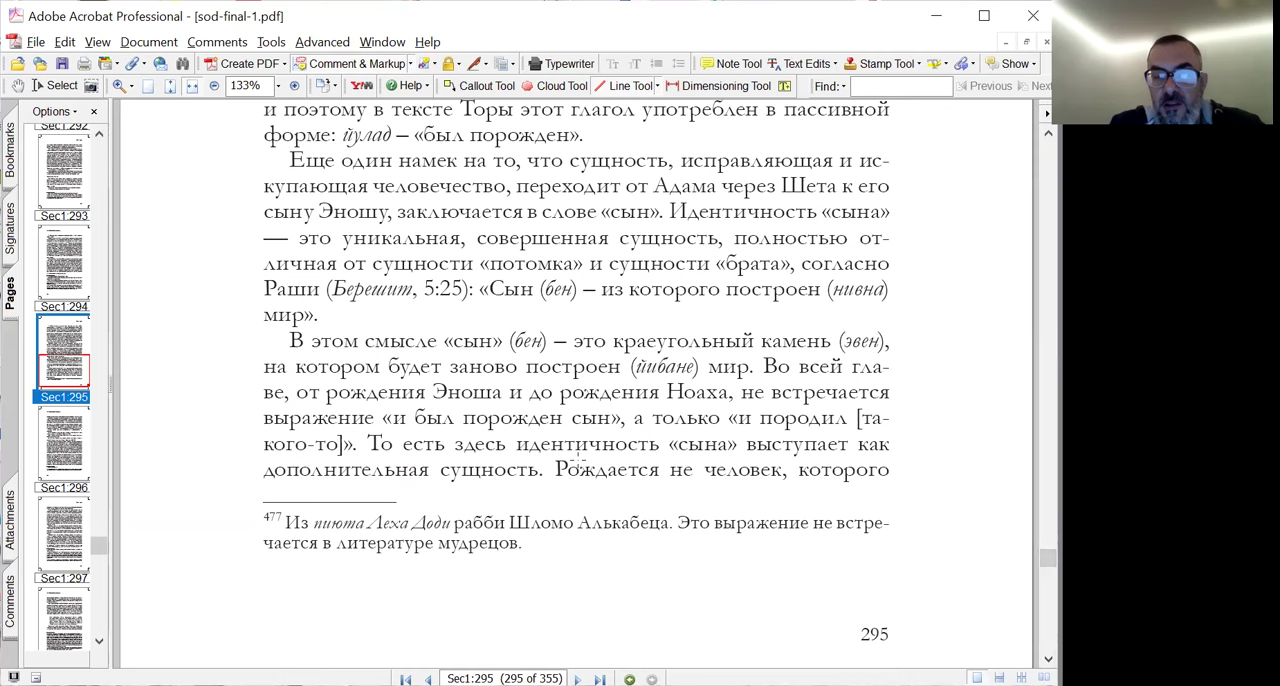 Adobe Acrobat Professional - [sod-final-1.pdf]
File Edit View Document Comments Tools Advanced Window Help
Create PDF Comment & Markup Typewriter Note Tool Text Edits Stamp Tool Show
Select 133% Help Callout Tool Cloud Tool Line Tool Dimensioning Tool Find: Previous Next
Options
Bookmarks
Signatures
Pages
Attachments
Comments
Sec1:292
Sec1:293
Sec1:294
Sec1:295
Sec1:296
Sec1:297
и поэтому в тексте Торы этот глагол употреблен в пассивной
форме: йулад – «был порожден».
Еще один намек на то, что сущность, исправляющая и ис-
купающая человечество, переходит от Адама через Шета к его
сыну Эношу, заключается в слове «сын». Идентичность «сына»
— это уникальная, совершенная сущность, полностью от-
личная от сущности «потомка» и сущности «брата», согласно
Раши (Берешит, 5:25): «Сын (бен) – из которого построен (нивна)
мир».
В этом смысле «сын» (бен) – это краеугольный камень (эвен),
на котором будет заново построен (йибане) мир. Во всей гла-
ве, от рождения Эноша и до рождения Ноаха, не встречается
выражение «и был порожден сын», а только «и породил [та-
кого-то]». То есть здесь идентичность «сына» выступает как
дополнительная сущность. Рождается не человек, которого
477 Из пиюта Леха Доди рабби Шломо Алькабеца. Это выражение не встре-
чается в литературе мудрецов.
295
Sec1:295 (295 of 355)